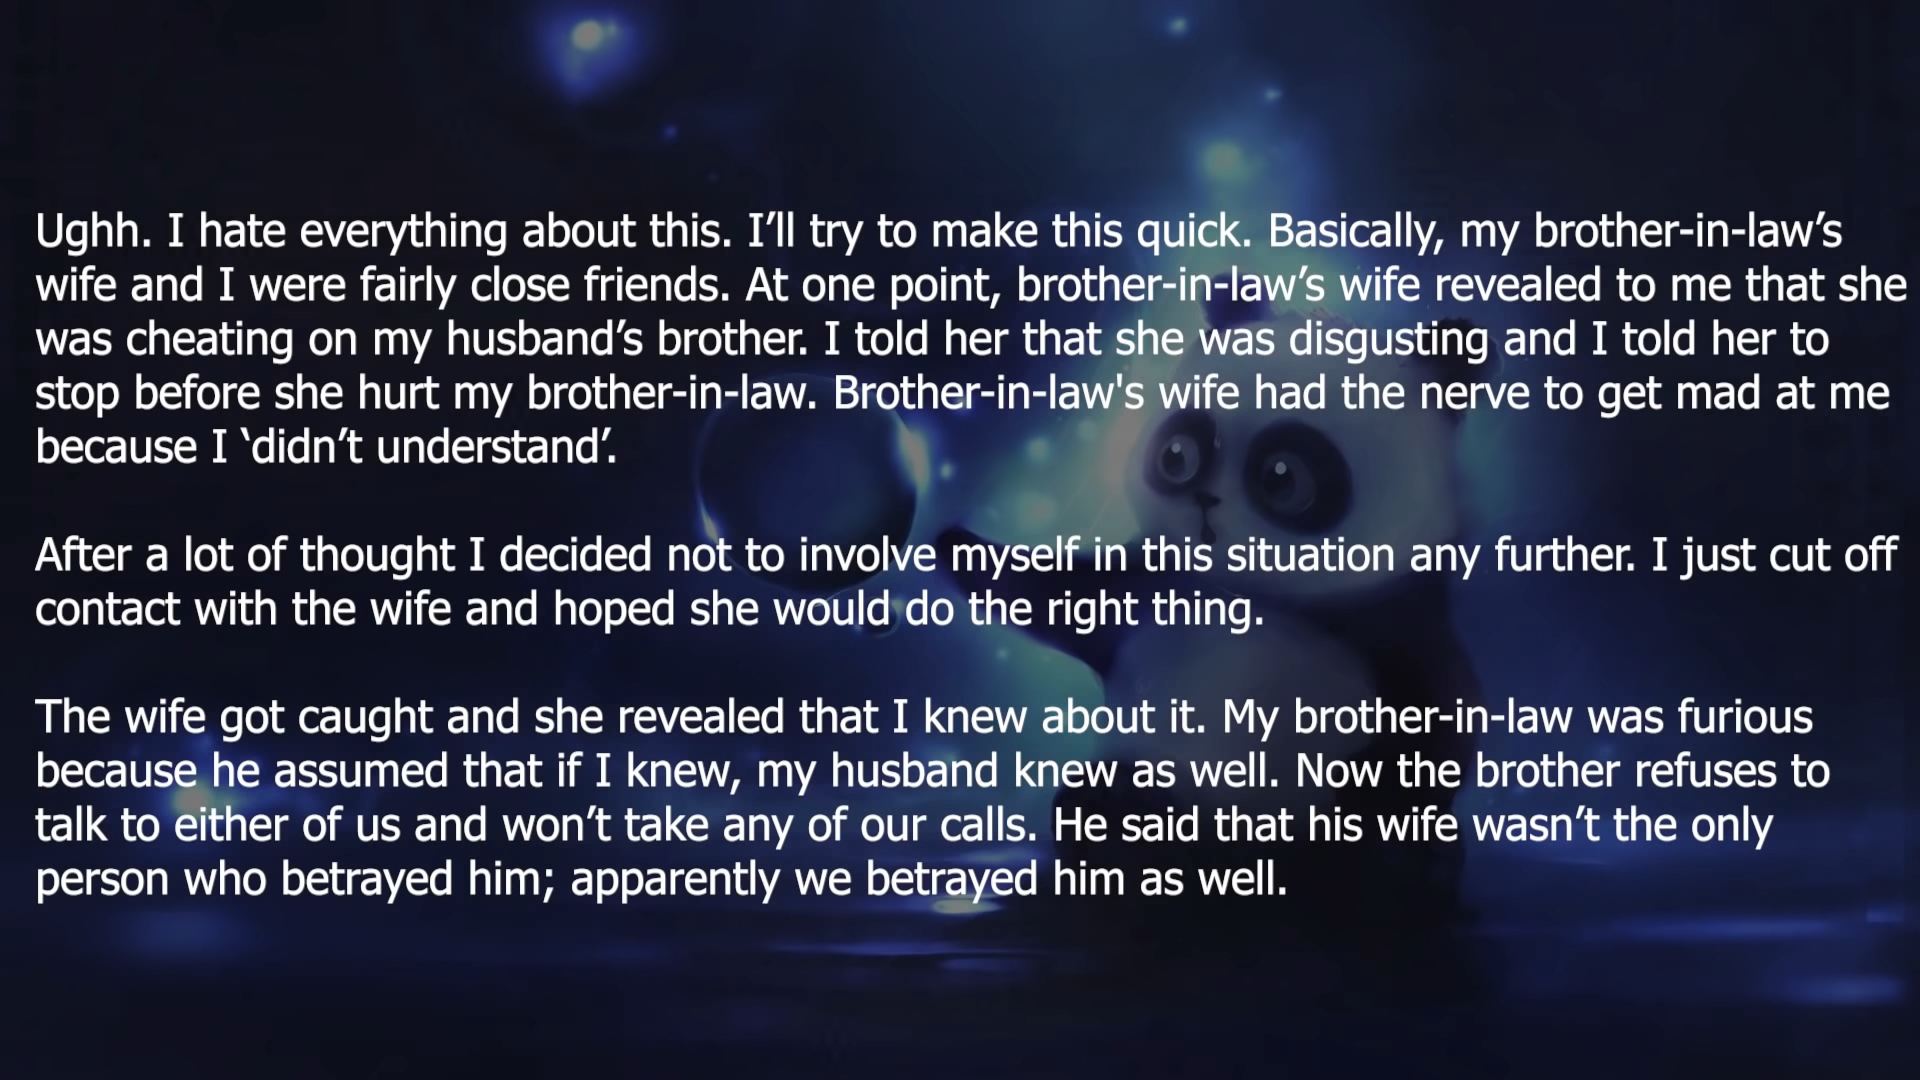 Ughh. I hate everything about this. I’ll try to make this quick. Basically, my brother-in-law’s
wife and I were fairly close friends. At one point, brother-in-law’s wife revealed to me that she
was cheating on my husband’s brother. I told her that she was disgusting and I told her to
stop before she hurt my brother-in-law. Brother-in-law's wife had the nerve to get mad at me
because I ‘didn’t understand’.
After a lot of thought I decided not to involve myself in this situation any further. I just cut off
contact with the wife and hoped she would do the right thing.
The wife got caught and she revealed that I knew about it. My brother-in-law was furious
because he assumed that if I knew, my husband knew as well. Now the brother refuses to
talk to either of us and won’t take any of our calls. He said that his wife wasn’t the only
person who betrayed him; apparently we betrayed him as well.